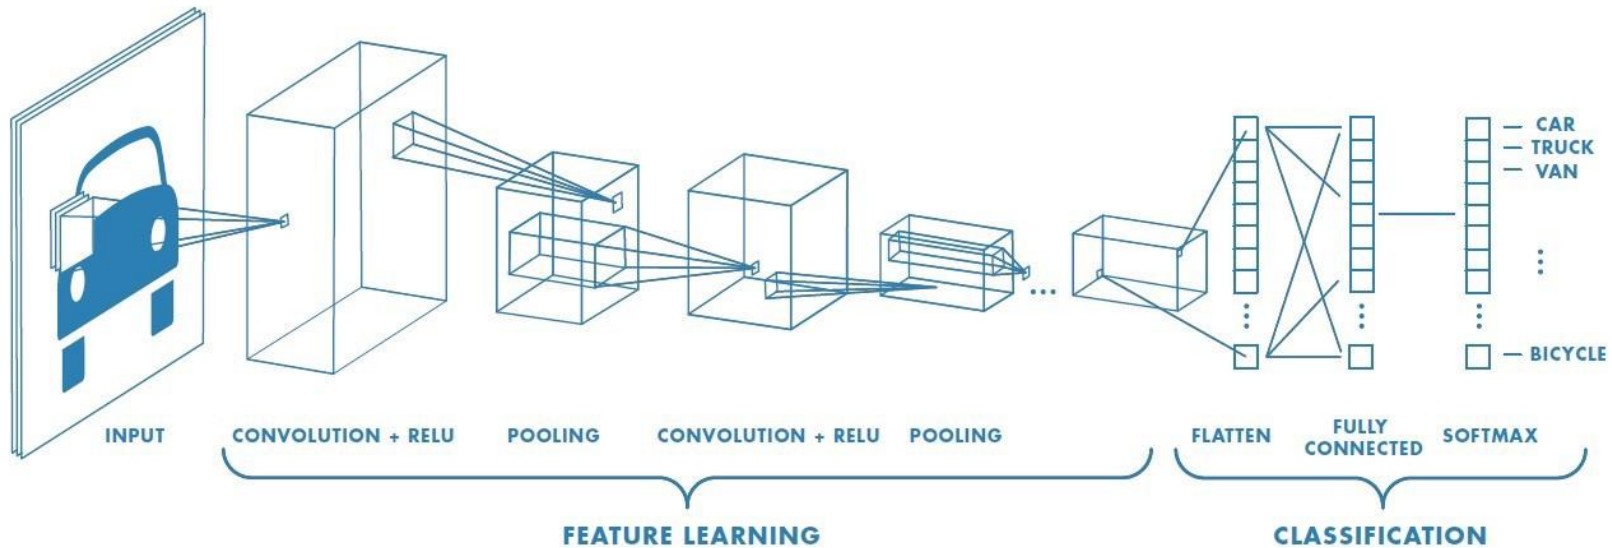 CAR
TRUCK
VAN
BICYCLE
INPUT
CONVOLUTION + RELU
POOLING
CONVOLUTION + RELU
POOLING
FLATTEN
FULLY
CONNECTED
SOFTMAX
FEATURE LEARNING
CLASSIFICATION